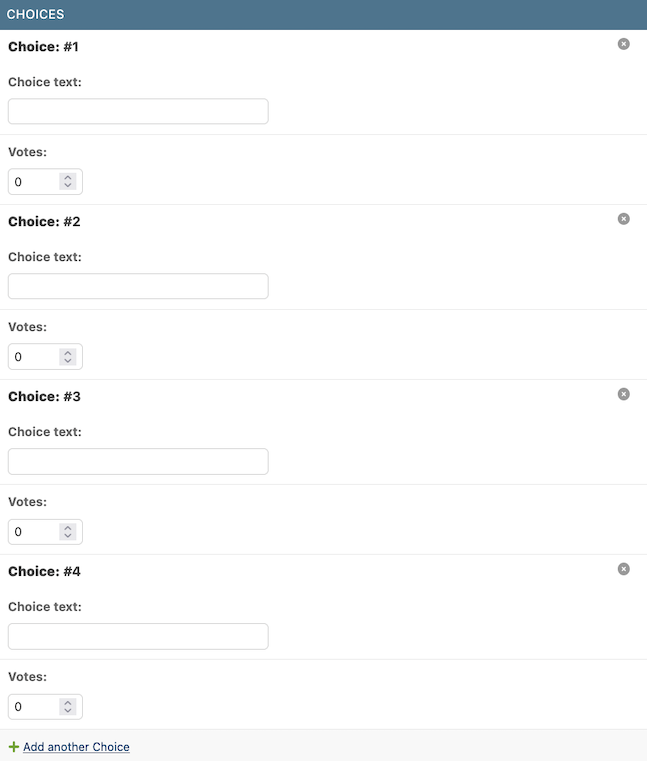 CHOICES
Choice: #1
Choice text:
Votes:
0
Choice: #2
Choice text:
Votes:
0
Choice: #3
Choice text:
Votes:
0
Choice: #4
Choice text:
Votes:
0
Add another Choice